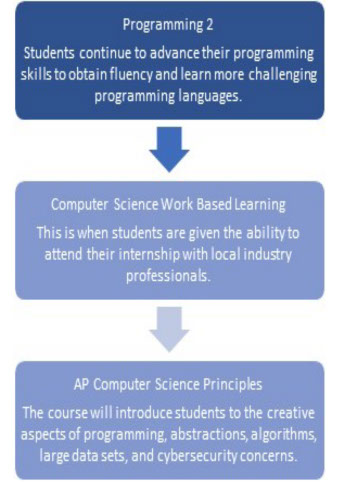 Programming 2
Students continue to advance their programming
skills to obtain fluency and learn more challenging
programming languages.
Computer Science Work Based Learning
This is when students are given the ability to
attend their internship with local industry
professionals.
AP Computer Science Principles
The course will introduce students to the creative
aspects of programming, abstractions, algorithms,
large data sets, and cybersecurity concerns.